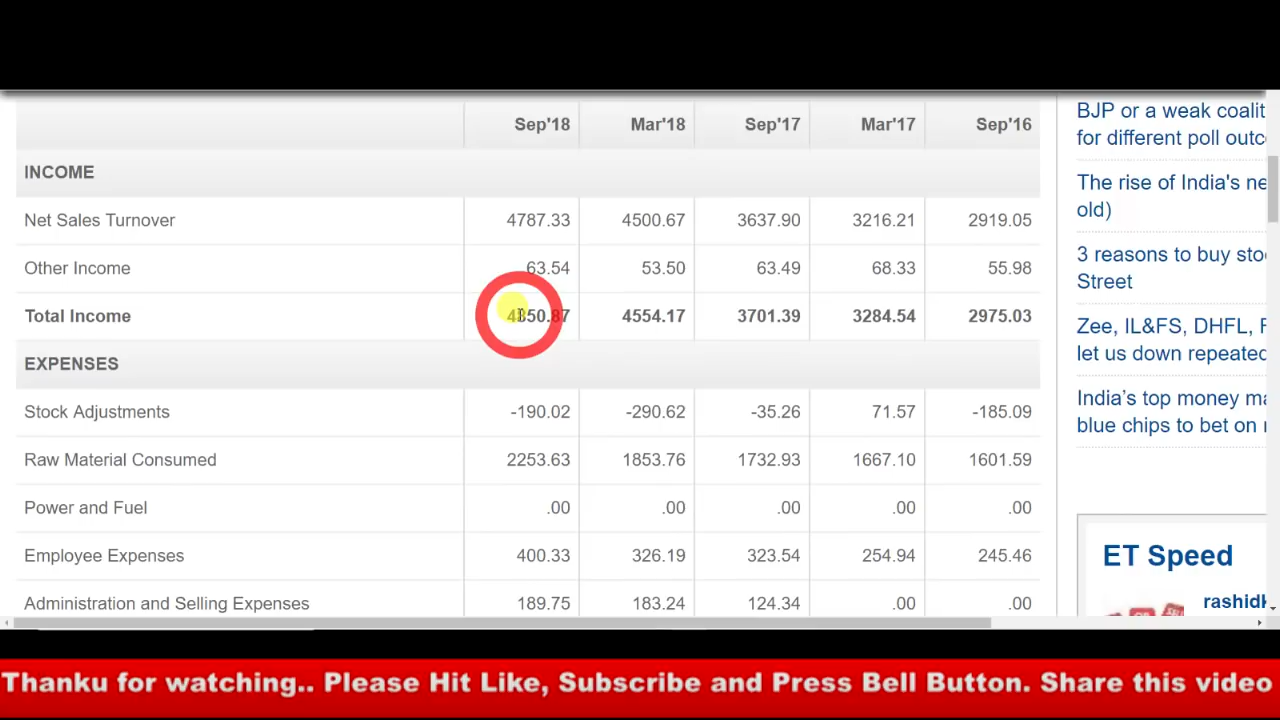 Sep'18 Mar'18 Sep'17 Mar'17 Sep'16
INCOME
Net Sales Turnover 4787.33 4500.67 3637.90 3216.21 2919.05
Other Income 63.54 53.50 63.49 68.33 55.98
Total Income 4850.87 4554.17 3701.39 3284.54 2975.03
EXPENSES
Stock Adjustments -190.02 -290.62 -35.26 71.57 -185.09
Raw Material Consumed 2253.63 1853.76 1732.93 1667.10 1601.59
Power and Fuel .00 .00 .00 .00 .00
Employee Expenses 400.33 326.19 323.54 254.94 245.46
Administration and Selling Expenses 189.75 183.24 124.34 .00 .00
BJP or a weak coalit
for different poll outc
The rise of India's ne
old)
3 reasons to buy sto
Street
Zee, IL&FS, DHFL, F
let us down repeated
India's top money ma
blue chips to bet on
ET Speed
rashidk
Thanku for watching.. Please Hit Like, Subscribe and Press Bell Button. Share this video